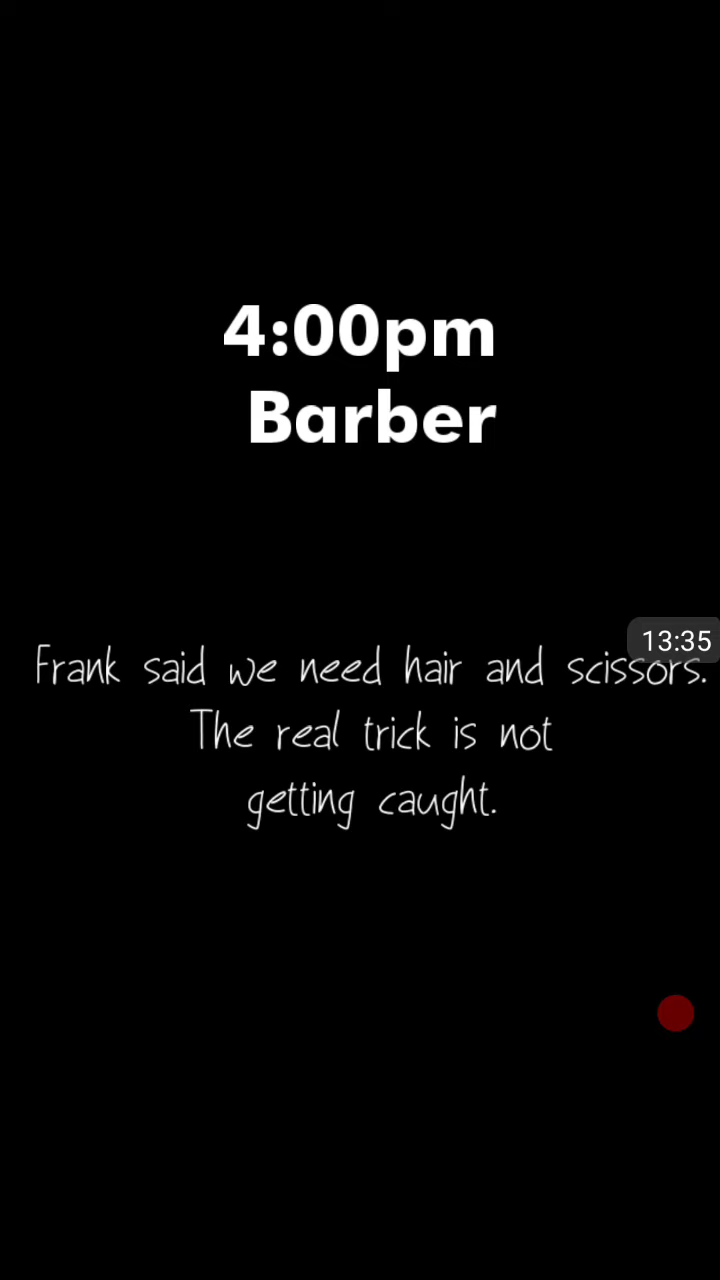 4:00pm
Barber
13:35
Frank said we need hair and scissors.
The real trick is not
getting caught.